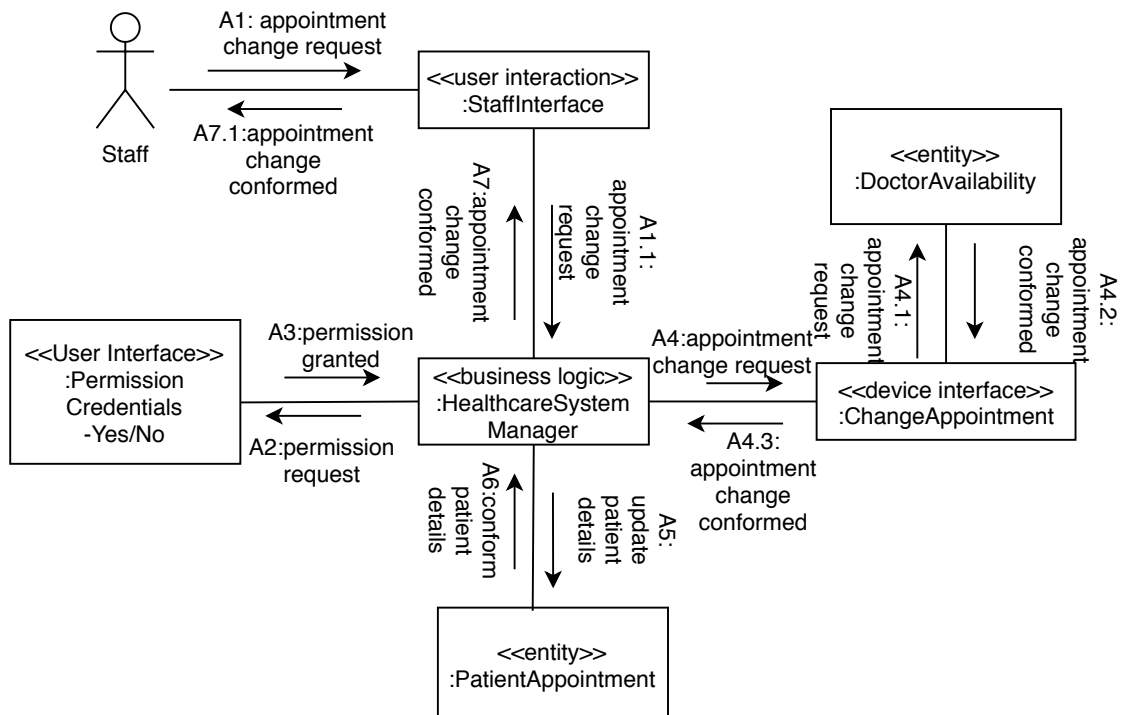 A1: appointment
change request
<<user interaction>>
:StaffInterface
A7.1:appointment
change
conformed
Staff
<<entity>>
:DoctorAvailability
A7:appointment
change
conformed
A1.1:
appointment
change
request
A4.1:
appointment
change
request
A4.2:
appointment
change
conformed
<<User Interface>>
:Permission
Credentials
-Yes/No
A3:permission
granted
A2:permission
request
<<business logic>>
:HealthcareSystem
Manager
A4:appointment
change request
<<device interface>>
:ChangeAppointment
A4.3:
appointment
change
conformed
A6:conform
patient
details
A5:
update
patient
details
<<entity>>
:PatientAppointment